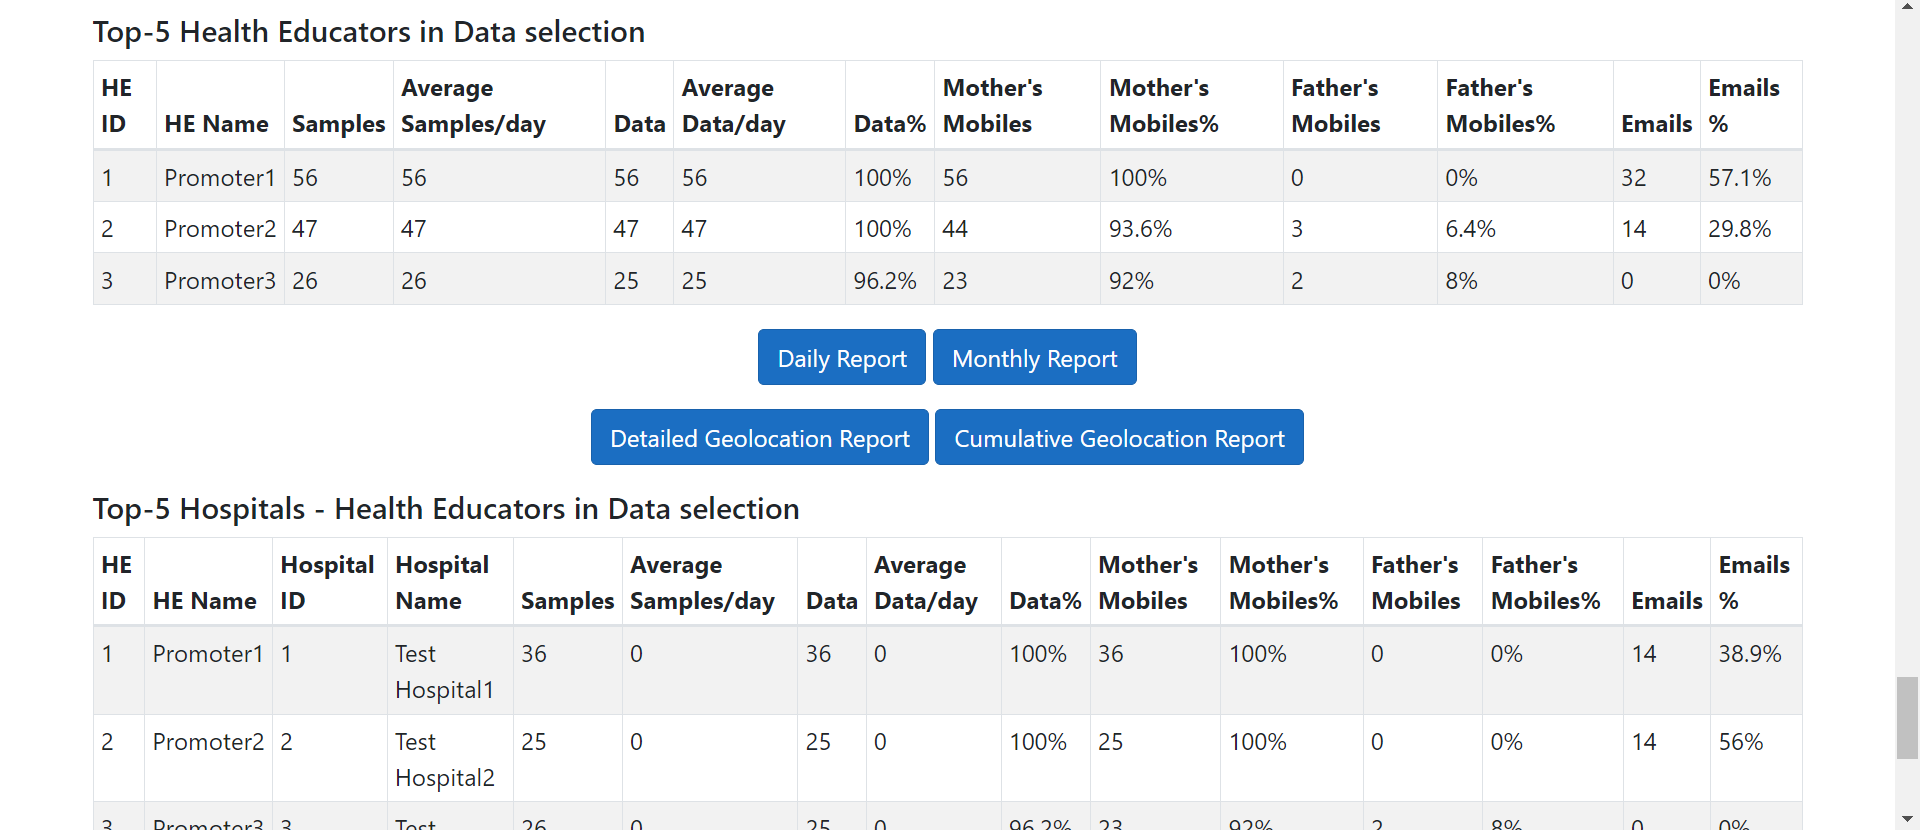 Top-5 Health Educators in Data selection
HE ID HE Name Samples Average Samples/day Data Average Data/day Data% Mother's Mobiles Mother's Mobiles% Father's Mobiles Father's Mobiles% Emails Emails %
1 Promoter1 56 56 56 56 100% 56 100% 0 0% 32 57.1%
2 Promoter2 47 47 47 47 100% 44 93.6% 3 6.4% 14 29.8%
3 Promoter3 26 26 25 25 96.2% 23 92% 2 8% 0 0%
Daily Report Monthly Report
Detailed Geolocation Report Cumulative Geolocation Report
Top-5 Hospitals - Health Educators in Data selection
HE ID HE Name Hospital ID Hospital Name Samples Average Samples/day Data Average Data/day Data% Mother's Mobiles Mother's Mobiles% Father's Mobiles Father's Mobiles% Emails Emails %
1 Promoter1 1 Test Hospital1 36 0 36 0 100% 36 100% 0 0% 14 38.9%
2 Promoter2 2 Test Hospital2 25 0 25 0 100% 25 100% 0 0% 14 56%
3 Promoter3 3 Test 26 0 25 0 96.2% 23 92% 2 8% 0 0%